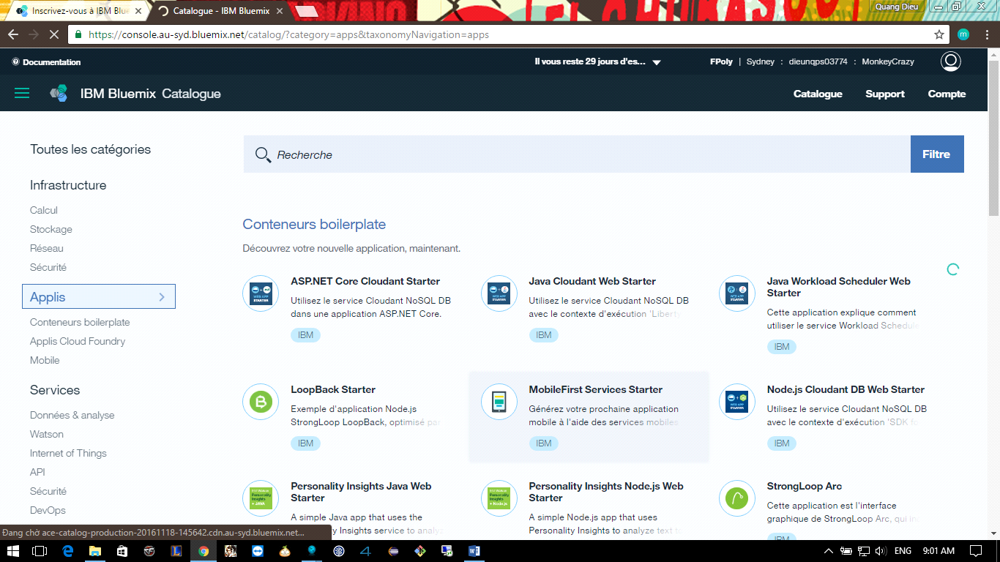 Inscrivez-vous à IBM Blue
Catalogue - IBM Bluemix
Quang Dieu
https://console.au-syd.bluemix.net/catalog/?category=apps&taxonomyNavigation=apps
m
Documentation
Il vous reste 29 jours d'es...
FPoly | Sydney : dieunqps03774 : MonkeyCrazy
IBM Bluemix Catalogue
Catalogue Support Compte
Toutes les catégories
Infrastructure
Calcul
Stockage
Réseau
Sécurité
Applis
Conteneurs boilerplate
Applis Cloud Foundry
Mobile
Services
Données & analyse
Watson
Internet of Things
API
Sécurité
DevOps
Recherche
Filtre
Conteneurs boilerplate
Découvrez votre nouvelle application, maintenant.
ASP.NET Core Cloudant Starter
Utilisez le service Cloudant NoSQL DB
dans une application ASP.NET Core.
IBM
Java Cloudant Web Starter
Utilisez le service Cloudant NoSQL DB
avec le contexte d'exécution 'Liberty
IBM
Java Workload Scheduler Web
Starter
Cette application explique comment
utiliser le service Workload Schedule
IBM
LoopBack Starter
Exemple d'application Node.js
StrongLoop LoopBack, optimisé par
IBM
MobileFirst Services Starter
Générez votre prochaine application
mobile à l'aide des services mobiles
IBM
Node.js Cloudant DB Web Starter
Utilisez le service Cloudant NoSQL DB
avec le contexte d'exécution 'SDK fo
IBM
Personality Insights Java Web
Starter
A simple Java app that uses the
Personality Insights service to analyz
Personality Insights Node.js Web
Starter
A simple Node.js app that uses
Personality Insights to analyze text to
StrongLoop Arc
Cette application est l'interface
graphique de StrongLoop Arc, qui in
IBM
Đang chờ ace-catalog-production-20161118-145642.cdn.au-syd.bluemix.net...
ENG
9:01 AM